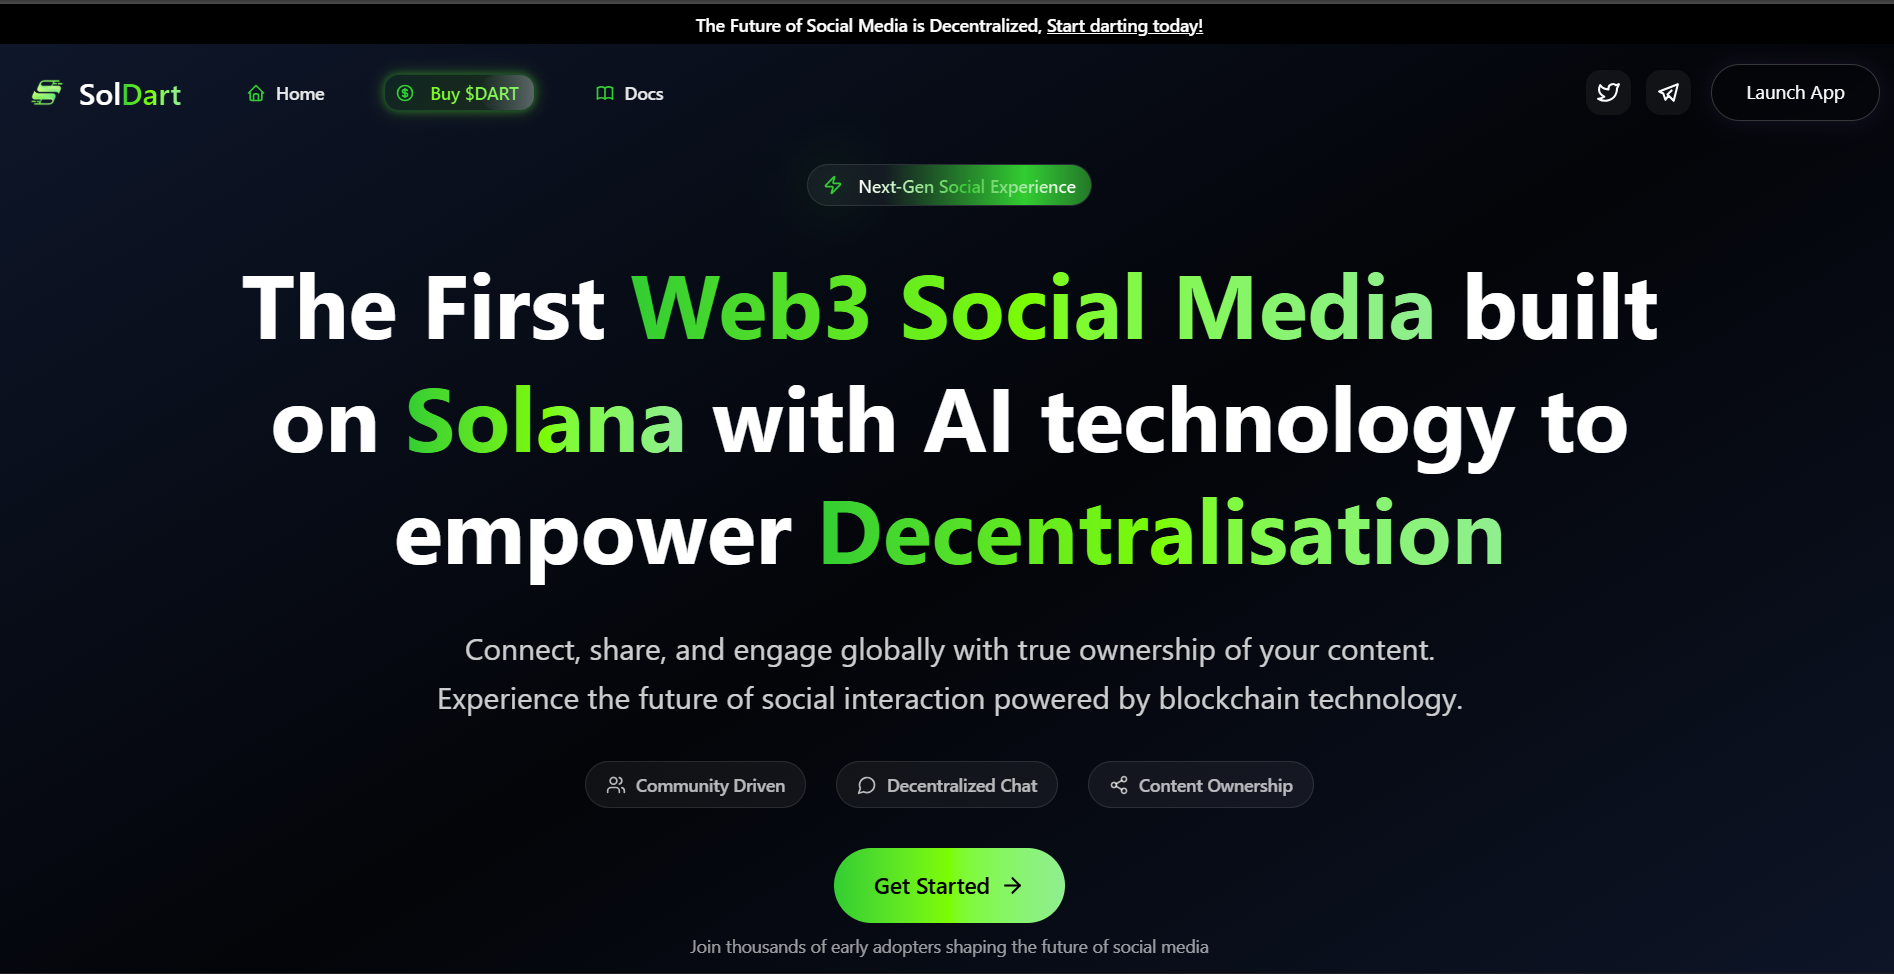 The Future of Social Media is Decentralized, Start darting today!
SolDart
Home
Buy $DART
Docs
Launch App
Next-Gen Social Experience
The First Web3 Social Media built
on Solana with AI technology to
empower Decentralisation
Connect, share, and engage globally with true ownership of your content.
Experience the future of social interaction powered by blockchain technology.
Community Driven
Decentralized Chat
Content Ownership
Get Started
Join thousands of early adopters shaping the future of social media